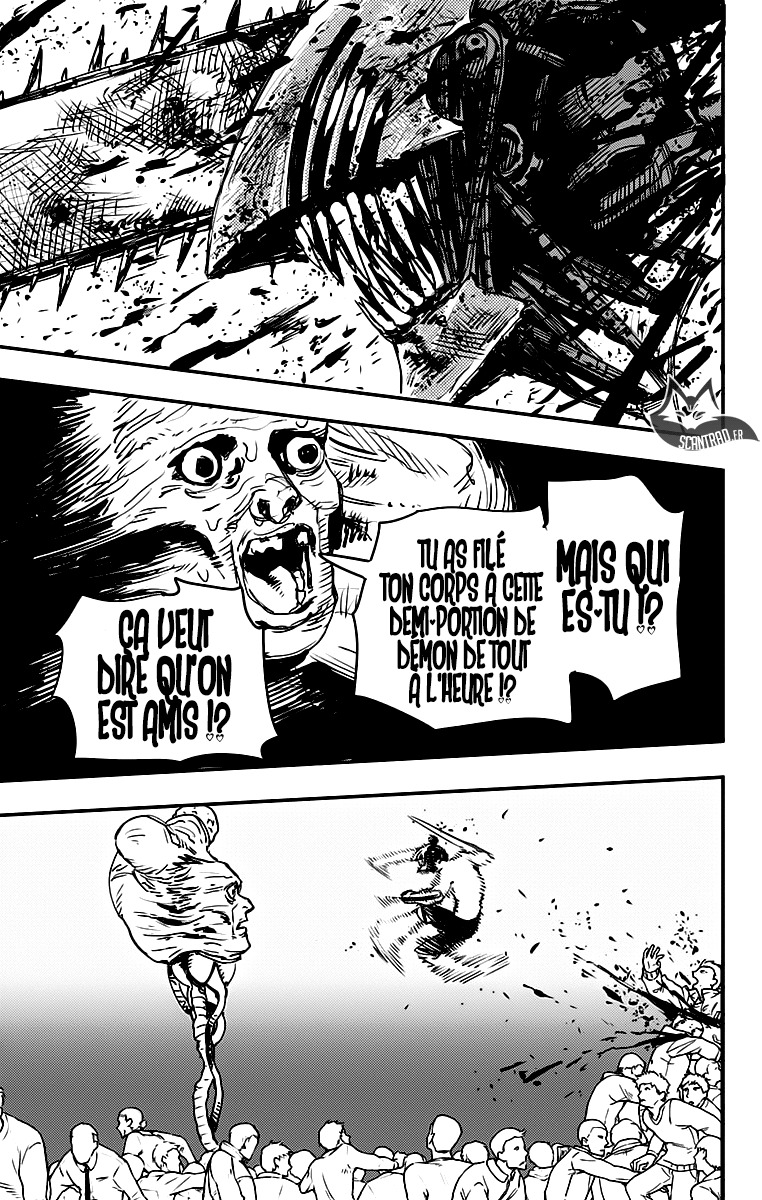 MAIS QUI
ES-TU !?
TU AS FILÉ
TON CORPS À CETTE
DEMI-PORTION DE
DÉMON DE TOUT
À L'HEURE !?
ÇA VEUT
DIRE QU'ON
EST AMIS !?
SCANTRAD.FR